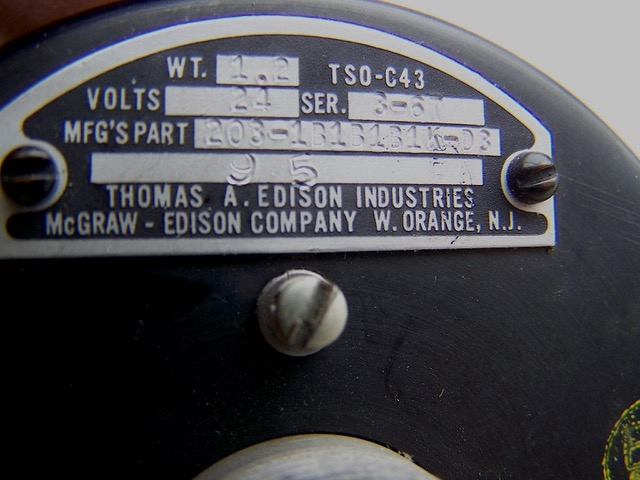 WT. 1.2 TSO-C43
VOLTS 24 SER. 3-67
MFG'S PART 203-1B1B1B1K-D3
95
THOMAS A. EDISON INDUSTRIES
McGRAW-EDISON COMPANY W. ORANGE, N.J.